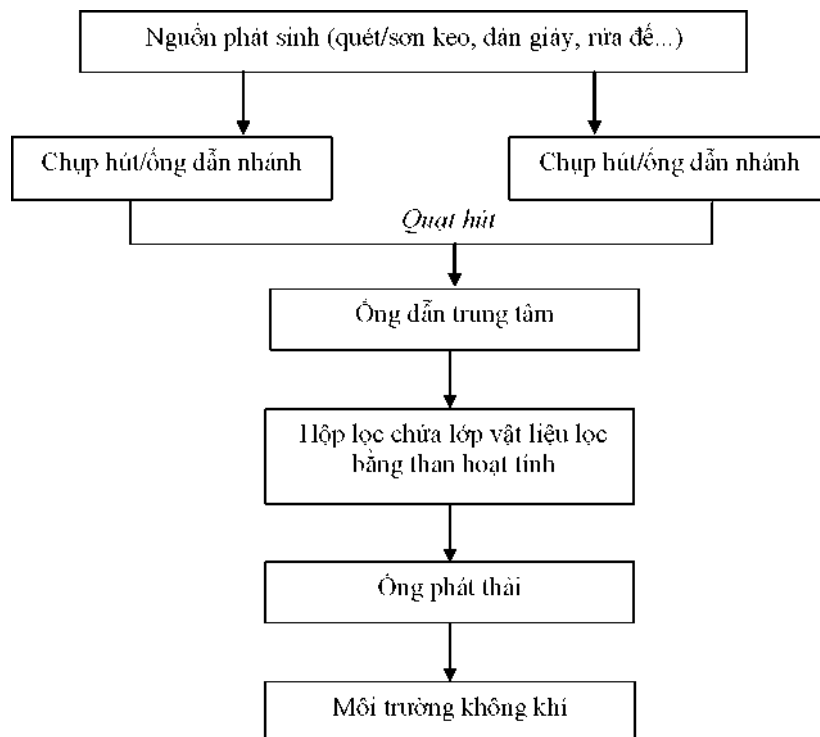 Nguồn phát sinh (quét/sơn keo, dán giày, rửa đế...)
Chụp hút/ống dẫn nhánh
Chụp hút/ống dẫn nhánh
Quạt hút
Ống dẫn trung tâm
Hộp lọc chứa lớp vật liệu lọc
bằng than hoạt tính
Ống phát thải
Môi trường không khí